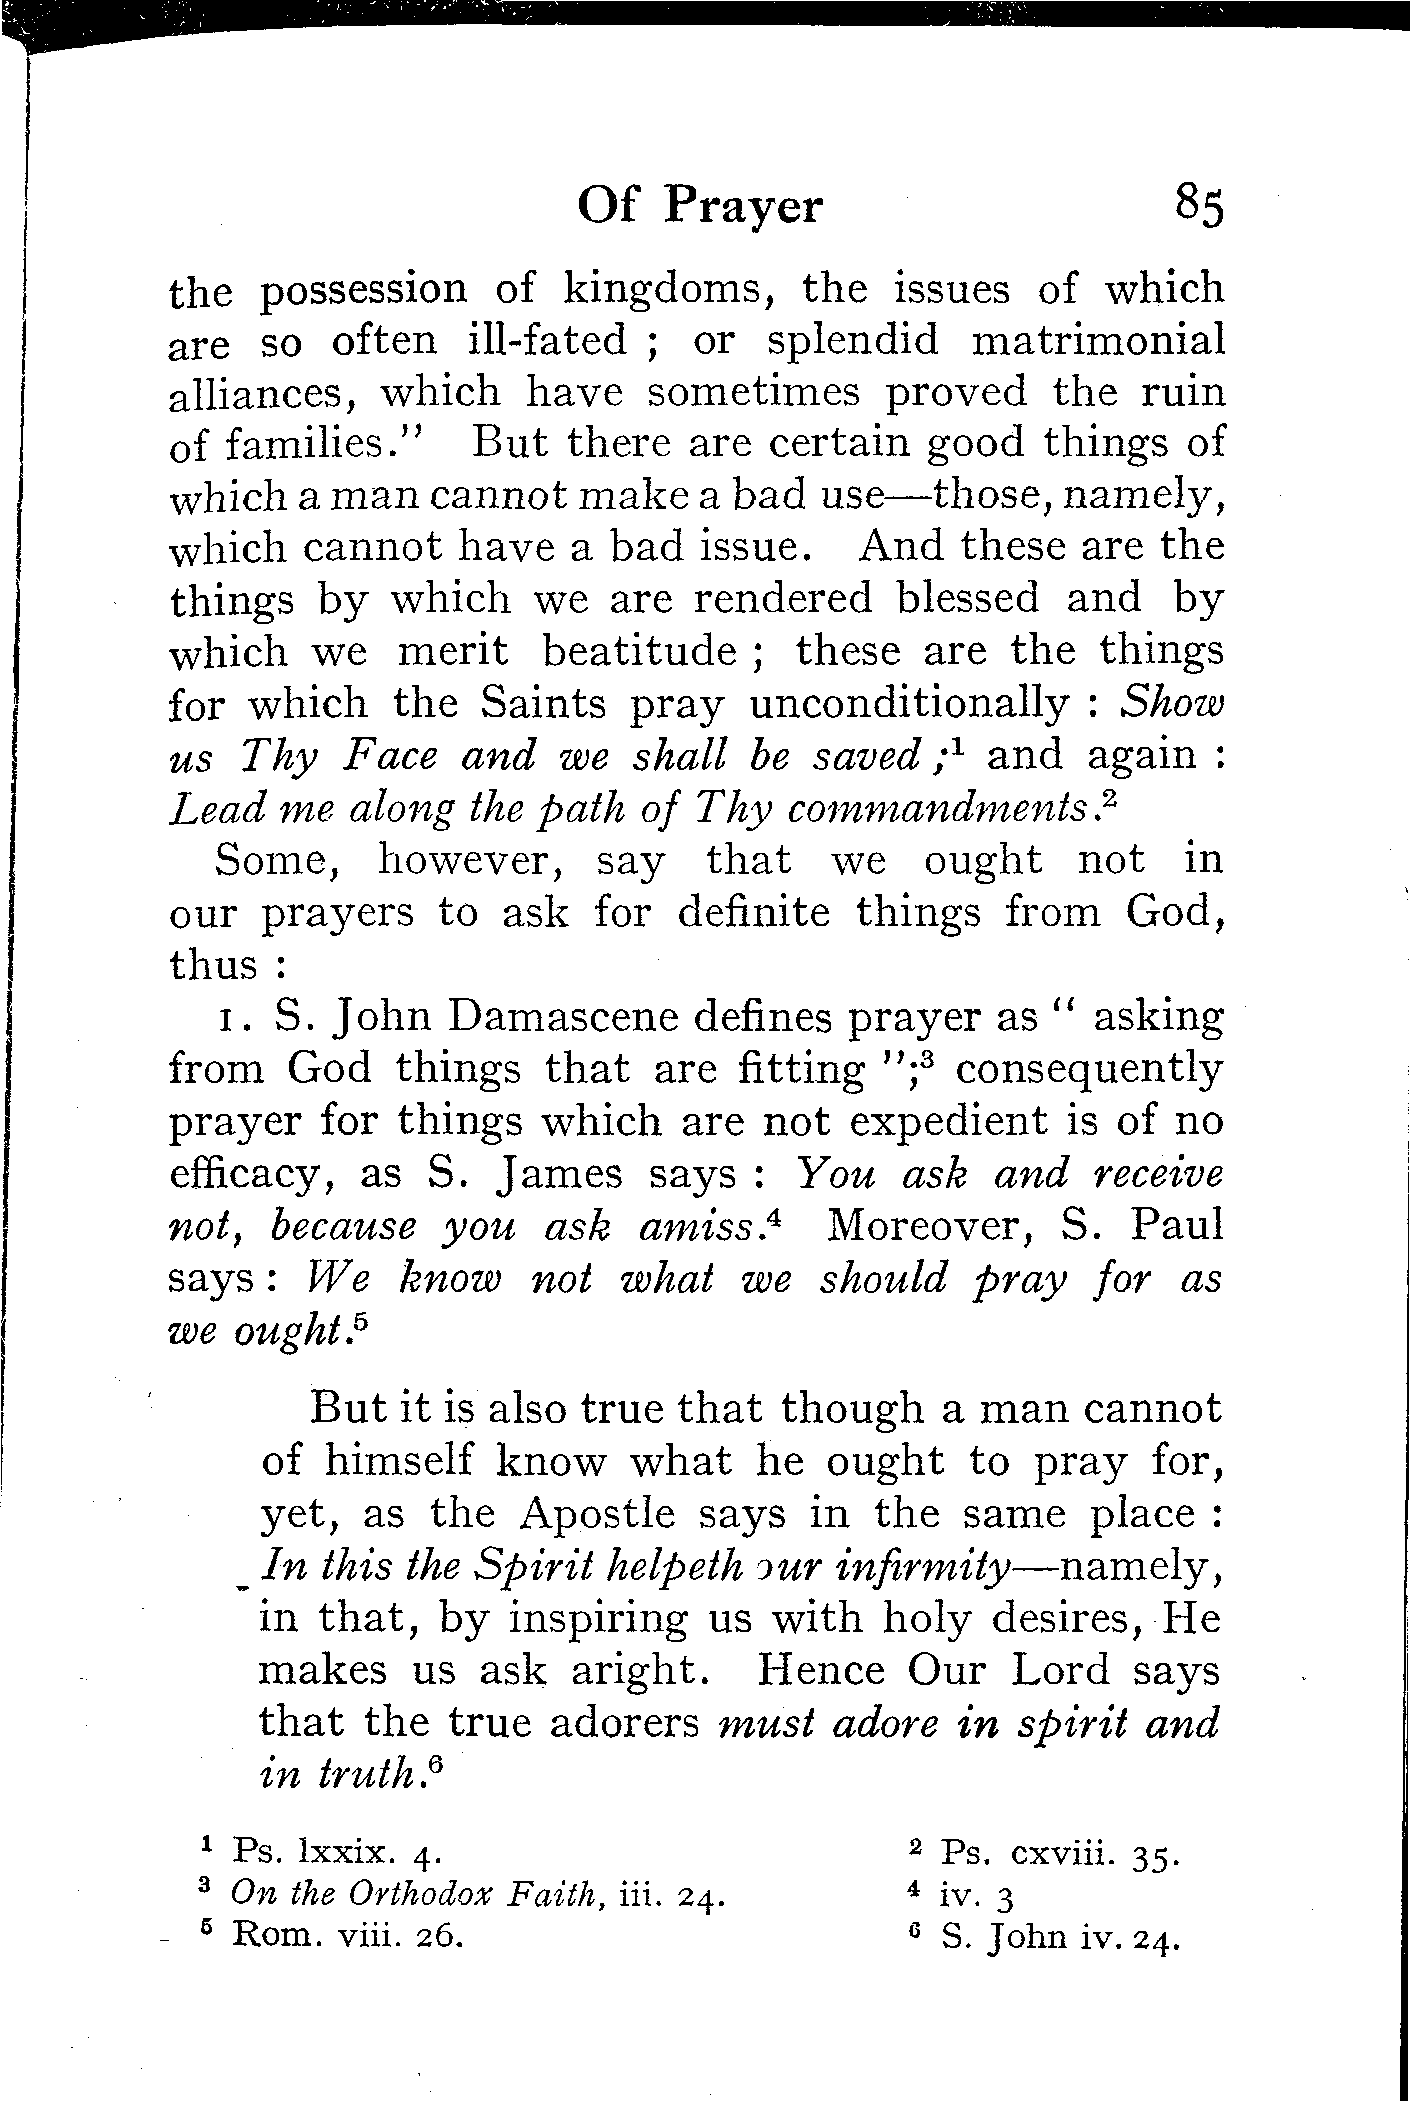 Of Prayer 85
the possession of kingdoms, the issues of which
are so often ill-fated ; or splendid matrimonial
alliances, which have sometimes proved the ruin
of families.” But there are certain good things of
which a man cannot make a bad use—those, namely,
which cannot have a bad issue. And these are the
things by which we are rendered blessed and by
which we merit beatitude ; these are the things
for which the Saints pray unconditionally : Show
us Thy Face and we shall be saved ;¹ and again :
Lead me along the path of Thy commandments.²
Some, however, say that we ought not in
our prayers to ask for definite things from God,
thus :
1. S. John Damascene defines prayer as “ asking
from God things that are fitting ”;³ consequently
prayer for things which are not expedient is of no
efficacy, as S. James says : You ask and receive
not, because you ask amiss.⁴ Moreover, S. Paul
says : We know not what we should pray for as
we ought.⁵
But it is also true that though a man cannot
of himself know what he ought to pray for,
yet, as the Apostle says in the same place :
In this the Spirit helpeth our infirmity—namely,
in that, by inspiring us with holy desires, He
makes us ask aright. Hence Our Lord says
that the true adorers must adore in spirit and
in truth.⁶
¹ Ps. lxxix. 4. ² Ps. cxviii. 35.
³ On the Orthodox Faith, iii. 24. ⁴ iv. 3
⁵ Rom. viii. 26. ⁶ S. John iv. 24.